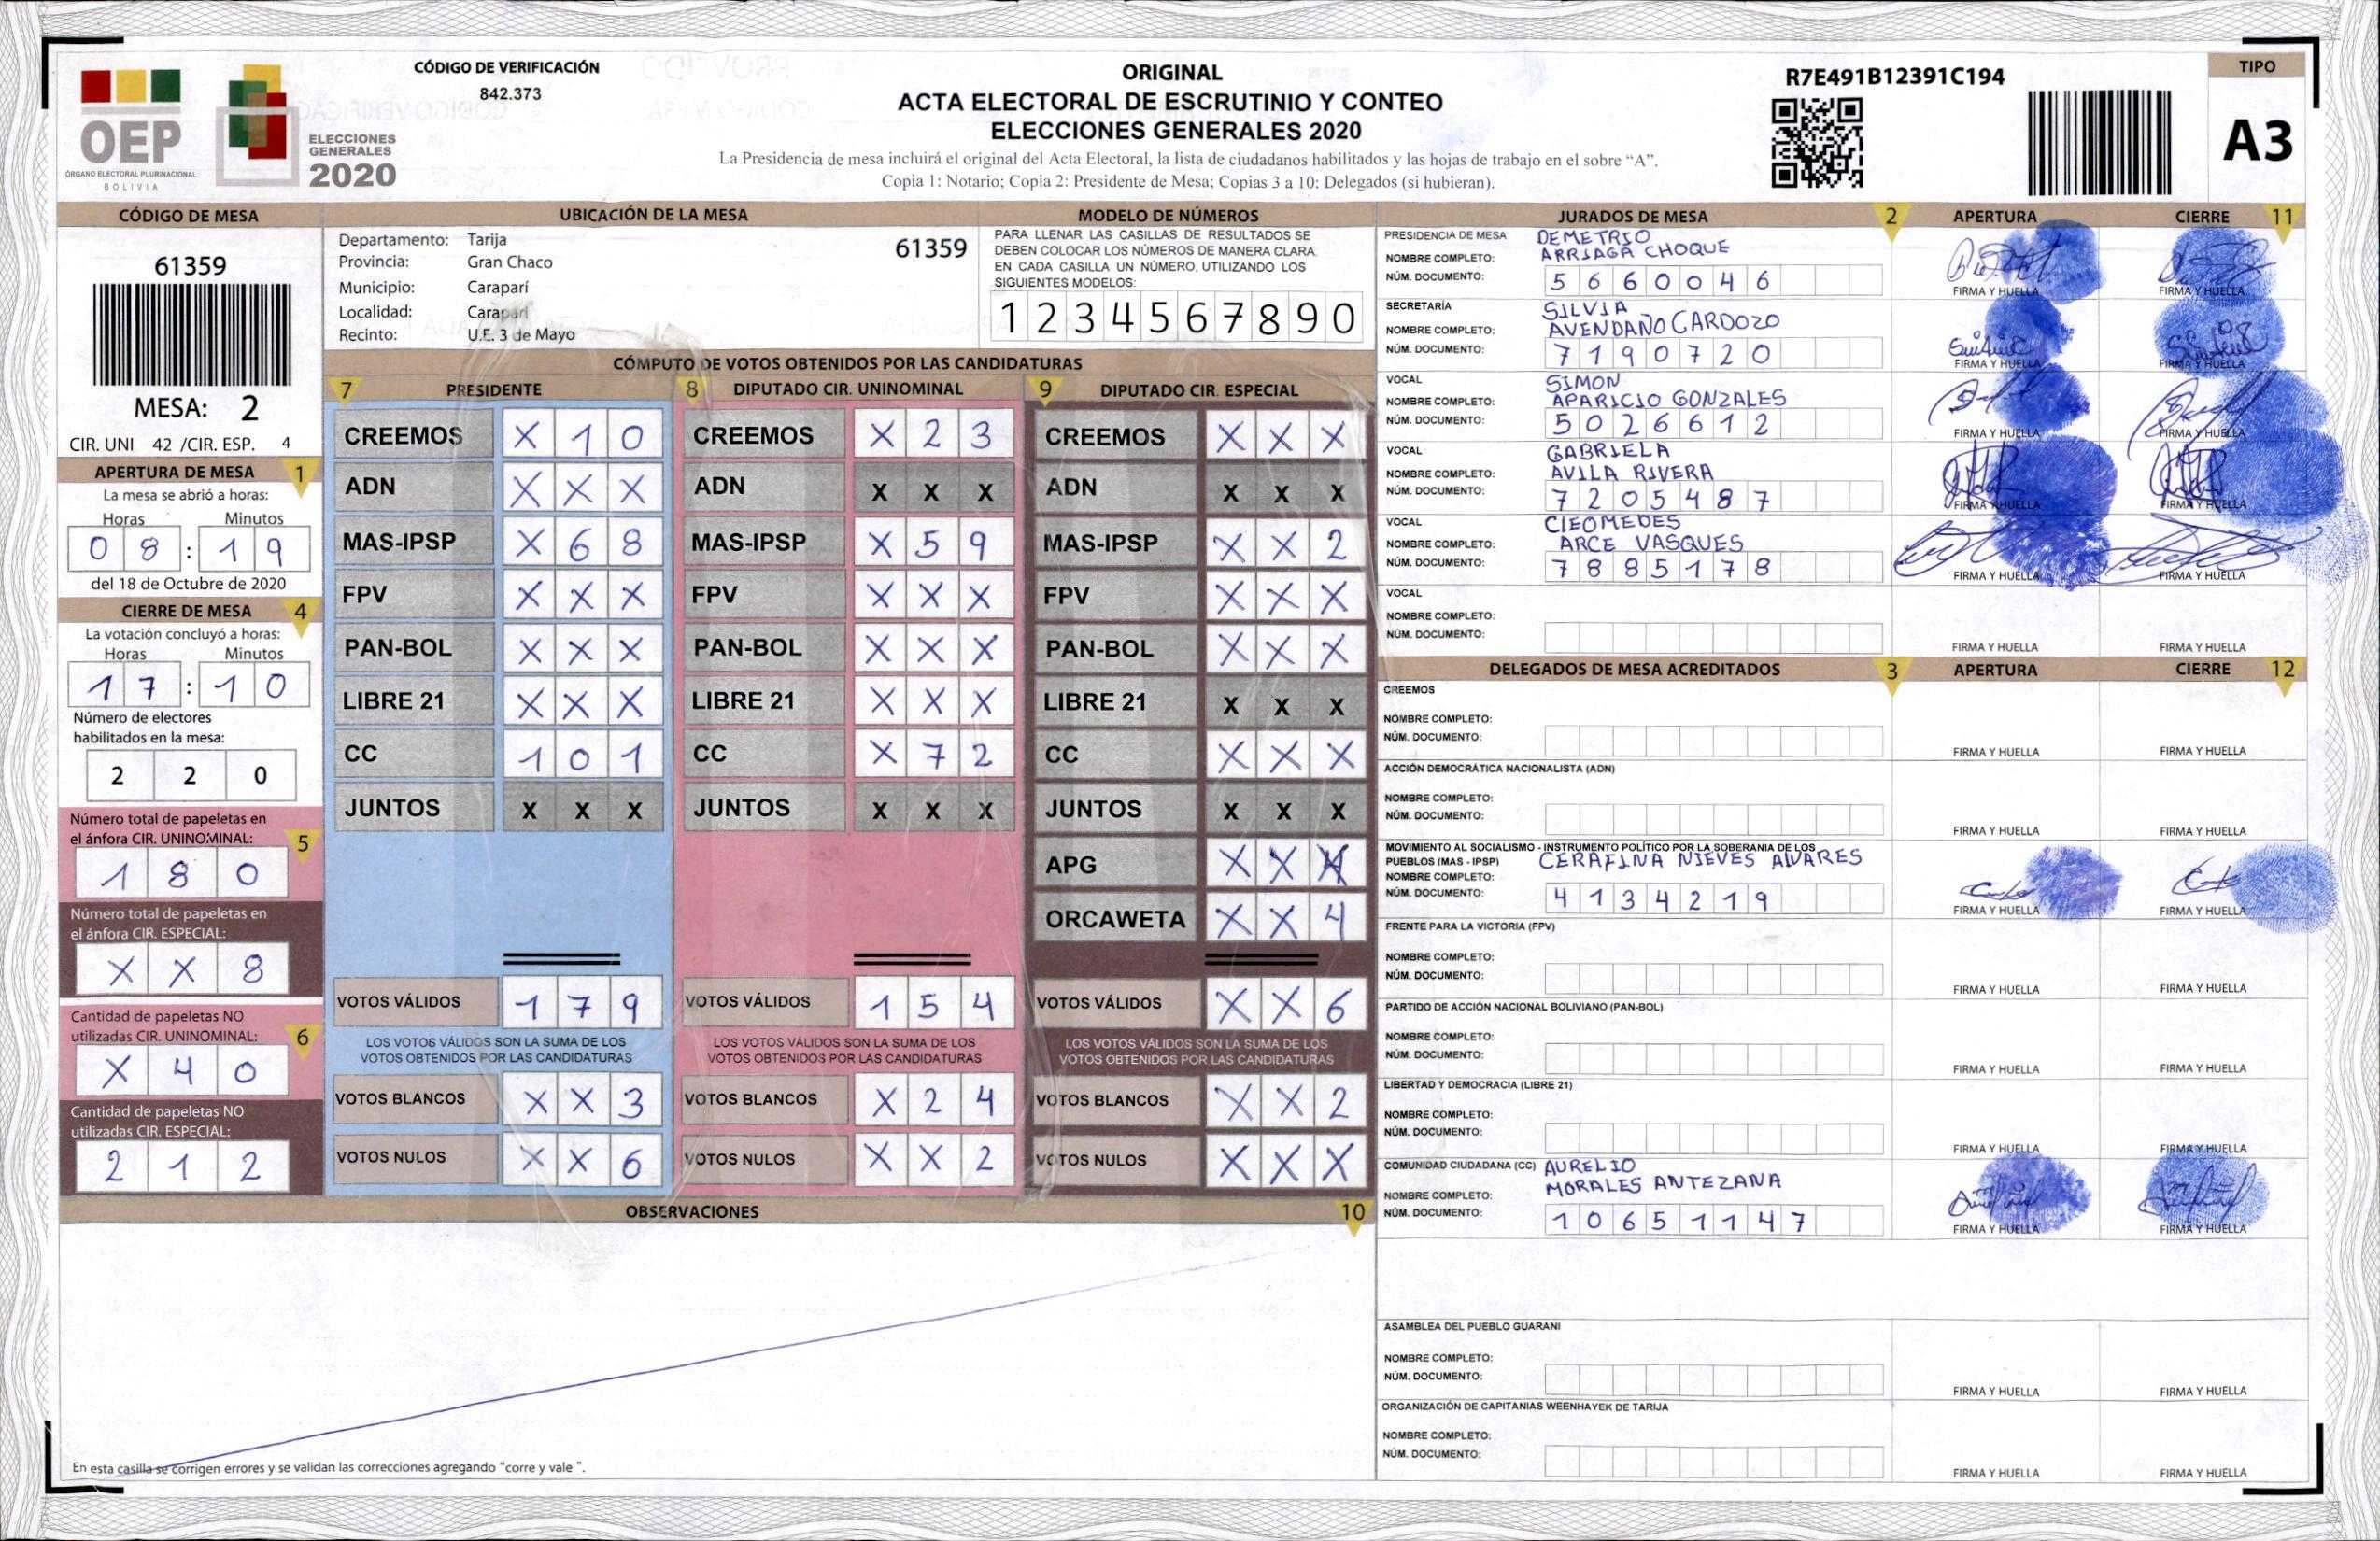 OEP
ÓRGANO ELECTORAL PLURINACIONAL
BOLIVIA
ELECCIONES
GENERALES
2020
CÓDIGO DE VERIFICACIÓN
842.373
ORIGINAL
ACTA ELECTORAL DE ESCRUTINIO Y CONTEO
ELECCIONES GENERALES 2020
La Presidencia de mesa incluirá el original del Acta Electoral, la lista de ciudadanos habilitados y las hojas de trabajo en el sobre “A”.
Copia 1: Notario; Copia 2: Presidente de Mesa; Copias 3 a 10: Delegados (si hubieran).
R7E491B12391C194
TIPO
A3
CÓDIGO DE MESA
61359
MESA: 2
CIR. UNI 42 /CIR. ESP. 4
APERTURA DE MESA 1
La mesa se abrió a horas:
Horas Minutos
0 8 : 1 9
del 18 de Octubre de 2020
CIERRE DE MESA 4
La votación concluyó a horas:
Horas Minutos
1 7 : 1 0
Número de electores
habilitados en la mesa:
2 2 0
Número total de papeletas en
el ánfora CIR. UNINOMINAL: 5
1 8 0
Número total de papeletas en
el ánfora CIR. ESPECIAL:
X X 8
Cantidad de papeletas NO
utilizadas CIR. UNINOMINAL: 6
X 4 0
Cantidad de papeletas NO
utilizadas CIR. ESPECIAL:
2 1 2
UBICACIÓN DE LA MESA
Departamento: Tarija
61359
Provincia: Gran Chaco
Municipio: Caraparí
Localidad: Caraparí
Recinto: U.E. 3 de Mayo
MODELO DE NÚMEROS
PARA LLENAR LAS CASILLAS DE RESULTADOS SE
DEBEN COLOCAR LOS NÚMEROS DE MANERA CLARA.
EN CADA CASILLA UN NÚMERO, UTILIZANDO LOS
SIGUIENTES MODELOS:
1 2 3 4 5 6 7 8 9 0
CÓMPUTO DE VOTOS OBTENIDOS POR LAS CANDIDATURAS
7 PRESIDENTE
CREEMOS X 1 0
ADN X X X
MAS-IPSP X 6 8
FPV X X X
PAN-BOL X X X
LIBRE 21 X X X
CC 1 0 1
JUNTOS X X X
VOTOS VÁLIDOS 1 7 9
LOS VOTOS VÁLIDOS SON LA SUMA DE LOS
VOTOS OBTENIDOS POR LAS CANDIDATURAS
VOTOS BLANCOS X X 3
VOTOS NULOS X X 6
8 DIPUTADO CIR. UNINOMINAL
CREEMOS X 2 3
ADN X X X
MAS-IPSP X 5 9
FPV X X X
PAN-BOL X X X
LIBRE 21 X X X
CC X 7 2
JUNTOS X X X
VOTOS VÁLIDOS 1 5 4
LOS VOTOS VÁLIDOS SON LA SUMA DE LOS
VOTOS OBTENIDOS POR LAS CANDIDATURAS
VOTOS BLANCOS X 2 4
VOTOS NULOS X X 2
9 DIPUTADO CIR. ESPECIAL
CREEMOS X X X
ADN X X X
MAS-IPSP X X 2
FPV X X X
PAN-BOL X X X
LIBRE 21 X X X
CC X X X
JUNTOS X X X
APG X X X
ORCAWETA X X 4
VOTOS VÁLIDOS X X 6
LOS VOTOS VÁLIDOS SON LA SUMA DE LOS
VOTOS OBTENIDOS POR LAS CANDIDATURAS
VOTOS BLANCOS X X 2
VOTOS NULOS X X X
OBSERVACIONES 10
En esta casilla se corrigen errores y se validan las correcciones agregando “corre y vale ”.
JURADOS DE MESA 2 APERTURA CIERRE 11
PRESIDENCIA DE MESA DEMETRIO
NOMBRE COMPLETO: ARRIAGA CHOQUE
NÚM. DOCUMENTO: 5 6 6 0 0 4 6
FIRMA Y HUELLA FIRMA Y HUELLA
SECRETARÍA SILVIA
NOMBRE COMPLETO: AVENDAÑO CARDOZO
NÚM. DOCUMENTO: 7 1 9 0 7 2 0
FIRMA Y HUELLA FIRMA Y HUELLA
VOCAL SIMON
NOMBRE COMPLETO: APARICIO GONZALES
NÚM. DOCUMENTO: 5 0 2 6 6 1 2
FIRMA Y HUELLA FIRMA Y HUELLA
VOCAL GABRIELA
NOMBRE COMPLETO: AVILA RIVERA
NÚM. DOCUMENTO: 7 2 0 5 4 8 7
FIRMA Y HUELLA FIRMA Y HUELLA
VOCAL CLEOMEDES
NOMBRE COMPLETO: ARCE VASQUES
NÚM. DOCUMENTO: 7 8 8 5 1 7 8
FIRMA Y HUELLA FIRMA Y HUELLA
VOCAL
NOMBRE COMPLETO:
NÚM. DOCUMENTO:
FIRMA Y HUELLA FIRMA Y HUELLA
DELEGADOS DE MESA ACREDITADOS 3 APERTURA CIERRE 12
CREEMOS
NOMBRE COMPLETO:
NÚM. DOCUMENTO:
FIRMA Y HUELLA FIRMA Y HUELLA
ACCIÓN DEMOCRÁTICA NACIONALISTA (ADN)
NOMBRE COMPLETO:
NÚM. DOCUMENTO:
FIRMA Y HUELLA FIRMA Y HUELLA
MOVIMIENTO AL SOCIALISMO - INSTRUMENTO POLÍTICO POR LA SOBERANIA DE LOS
PUEBLOS (MAS - IPSP) CERAFINA NIEVES ALVARES
NOMBRE COMPLETO:
NÚM. DOCUMENTO: 4 1 3 4 2 1 9
FIRMA Y HUELLA FIRMA Y HUELLA
FRENTE PARA LA VICTORIA (FPV)
NOMBRE COMPLETO:
NÚM. DOCUMENTO:
FIRMA Y HUELLA FIRMA Y HUELLA
PARTIDO DE ACCIÓN NACIONAL BOLIVIANO (PAN-BOL)
NOMBRE COMPLETO:
NÚM. DOCUMENTO:
FIRMA Y HUELLA FIRMA Y HUELLA
LIBERTAD Y DEMOCRACIA (LIBRE 21)
NOMBRE COMPLETO:
NÚM. DOCUMENTO:
FIRMA Y HUELLA FIRMA Y HUELLA
COMUNIDAD CIUDADANA (CC) AURELIO
MORALES ANTEZANA
NOMBRE COMPLETO:
NÚM. DOCUMENTO: 1 0 6 5 1 1 4 7
FIRMA Y HUELLA FIRMA Y HUELLA
ASAMBLEA DEL PUEBLO GUARANI
NOMBRE COMPLETO:
NÚM. DOCUMENTO:
FIRMA Y HUELLA FIRMA Y HUELLA
ORGANIZACIÓN DE CAPITANIAS WEENHAYEK DE TARIJA
NOMBRE COMPLETO:
NÚM. DOCUMENTO:
FIRMA Y HUELLA FIRMA Y HUELLA